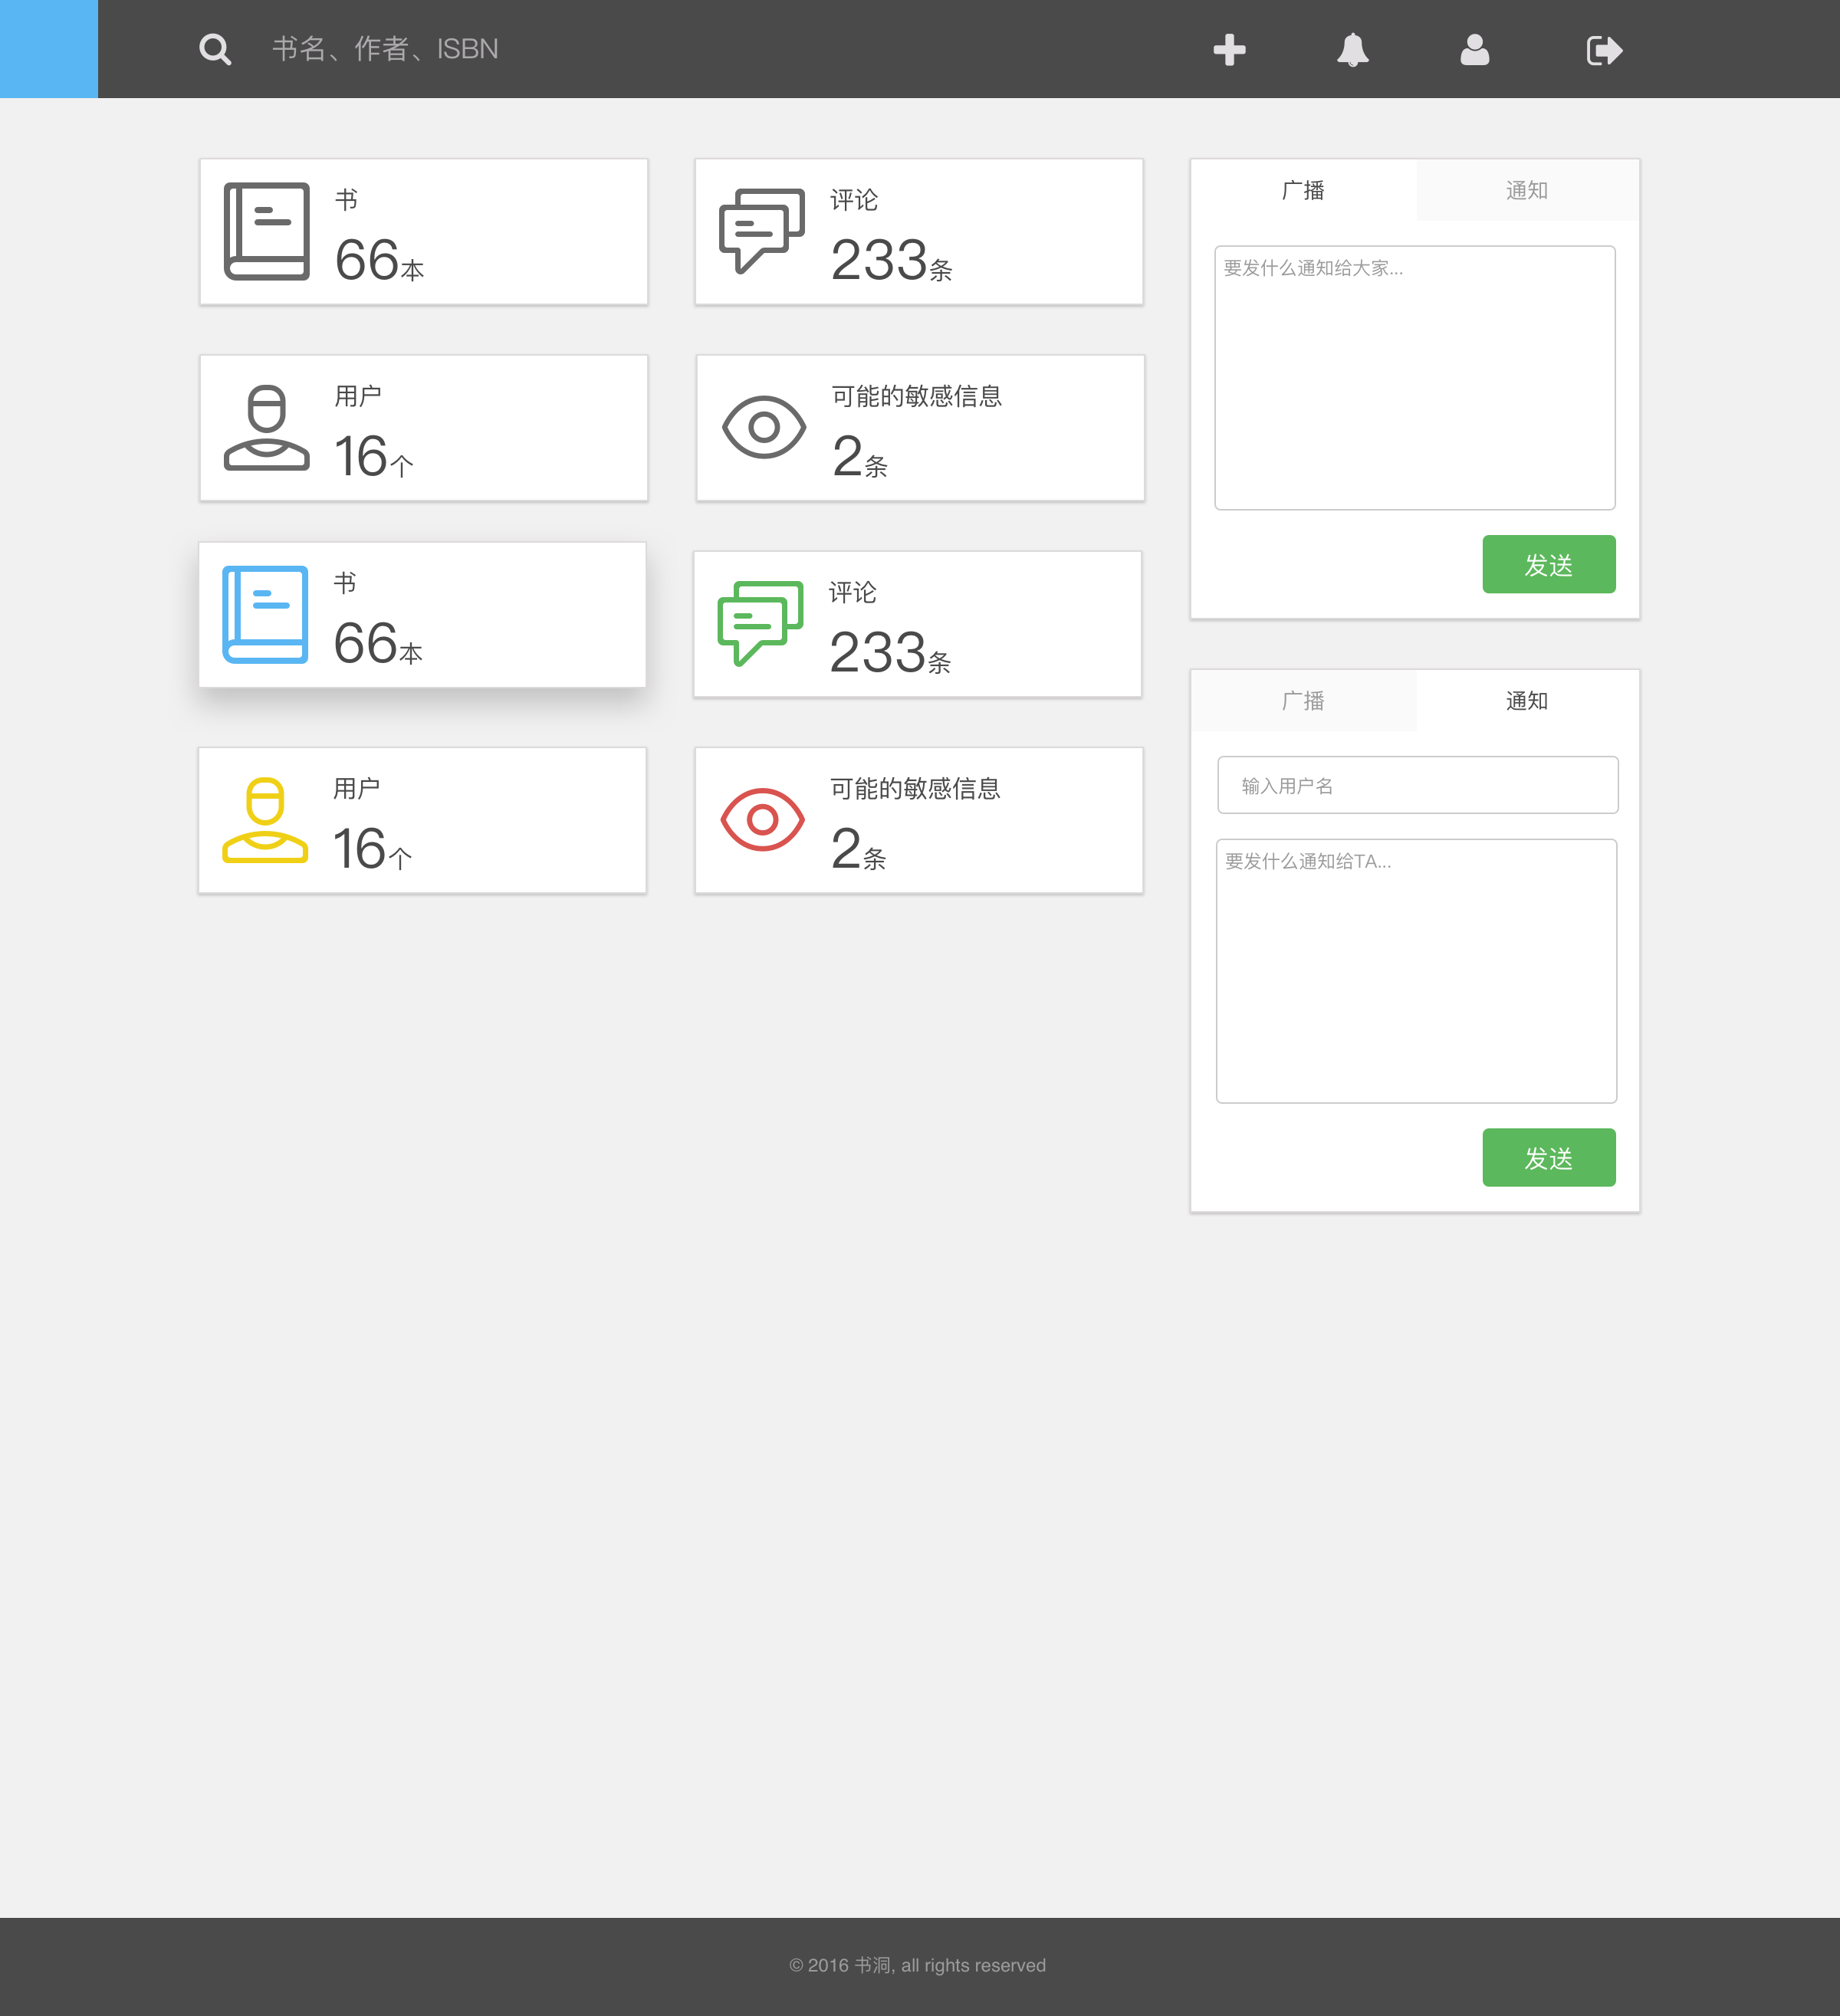 书名、作者、ISBN
书
66本
评论
233条
用户
16个
可能的敏感信息
2条
书
66本
评论
233条
用户
16个
可能的敏感信息
2条
广播
通知
要发什么通知给大家...
发送
广播
通知
输入用户名
要发什么通知给TA...
发送
© 2016 书洞, all rights reserved